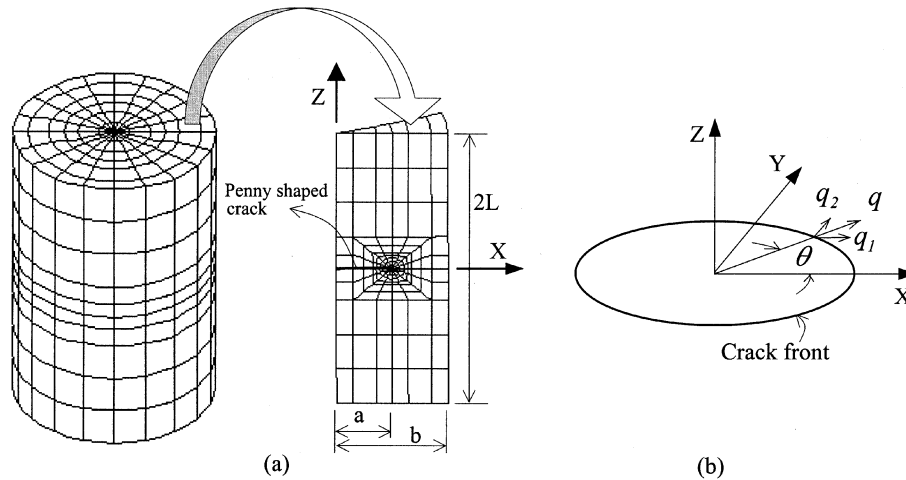 Z
Penny shaped
crack
X
2L
a
b
(a)
Z
Y
q₂
q
q₁
θ
X
Crack front
(b)